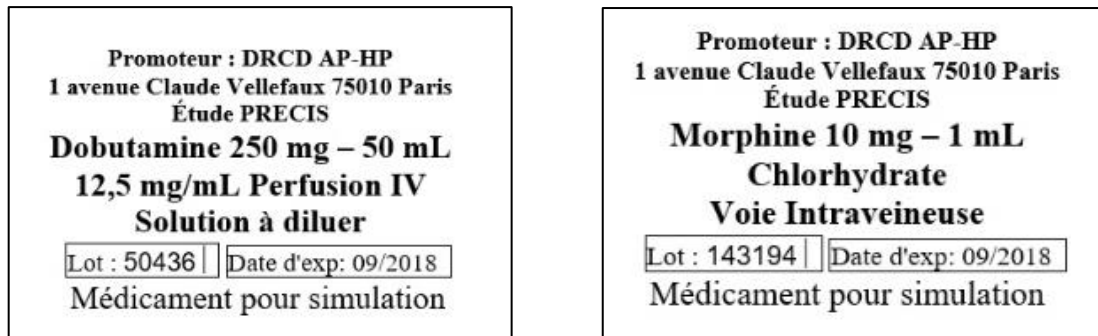 Promoteur : DRCD AP-HP
1 avenue Claude Vellefaux 75010 Paris
Étude PRECIS
Dobutamine 250 mg – 50 mL
12,5 mg/mL Perfusion IV
Solution à diluer
Lot : 50436 Date d'exp: 09/2018
Médicament pour simulation
Promoteur : DRCD AP-HP
1 avenue Claude Vellefaux 75010 Paris
Étude PRECIS
Morphine 10 mg – 1 mL
Chlorhydrate
Voie Intraveineuse
Lot : 143194 Date d'exp: 09/2018
Médicament pour simulation